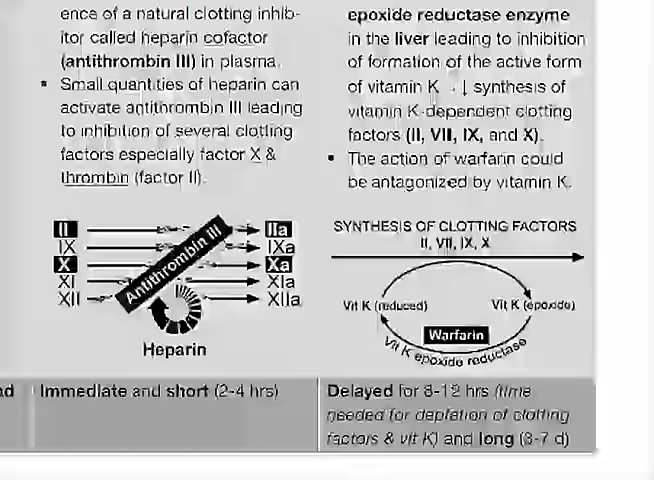 ence of a natural clotting inhib-
itor called heparin cofactor
(antithrombin III) in plasma.
▪ Small quantities of heparin can
activate antithrombin III leading
to inhibition of several clotting
factors especially factor X &
thrombin (factor II).
II IIa
IX IXa
X Xa
XI XIa
XII XIIa
Antithrombin III
Heparin
epoxide reductase enzyme
in the liver leading to inhibition
of formation of the active form
of vitamin K → ↓ synthesis of
vitamin K-dependent clotting
factors (II, VII, IX, and X).
▪ The action of warfarin could
be antagonized by vitamin K.
SYNTHESIS OF CLOTTING FACTORS
II, VII, IX, X
Vit K (reduced) Vit K (epoxide)
Warfarin
Vit K epoxide reductase
Immediate and short (2-4 hrs)
Delayed for 8-12 hrs (time
needed for depletion of clotting
factors & vit K) and long (3-7 d)